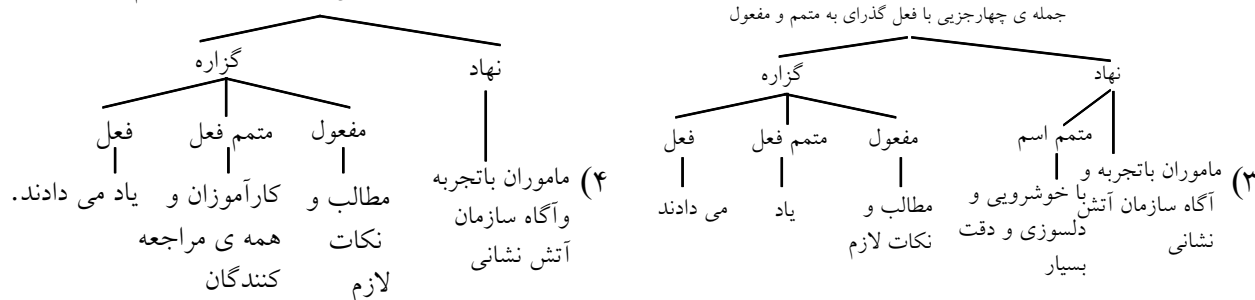 جمله ی چهارجزیی با فعل گذرای به متمم و مفعول
نهاد
گزاره
متمم اسم
مفعول
متمم فعل
فعل
۳) ماموران باتجربه و
آگاه سازمان آتش
نشانی
با خوشرویی و
دلسوزی و دقت
بسیار
مطالب و
نکات لازم
یاد
می دادند
نهاد
گزاره
مفعول
متمم فعل
فعل
۴) ماموران باتجربه
وآگاه سازمان
آتش نشانی
مطالب و
نکات
لازم
کارآموزان و
همه ی مراجعه
کنندگان
یاد می دادند.